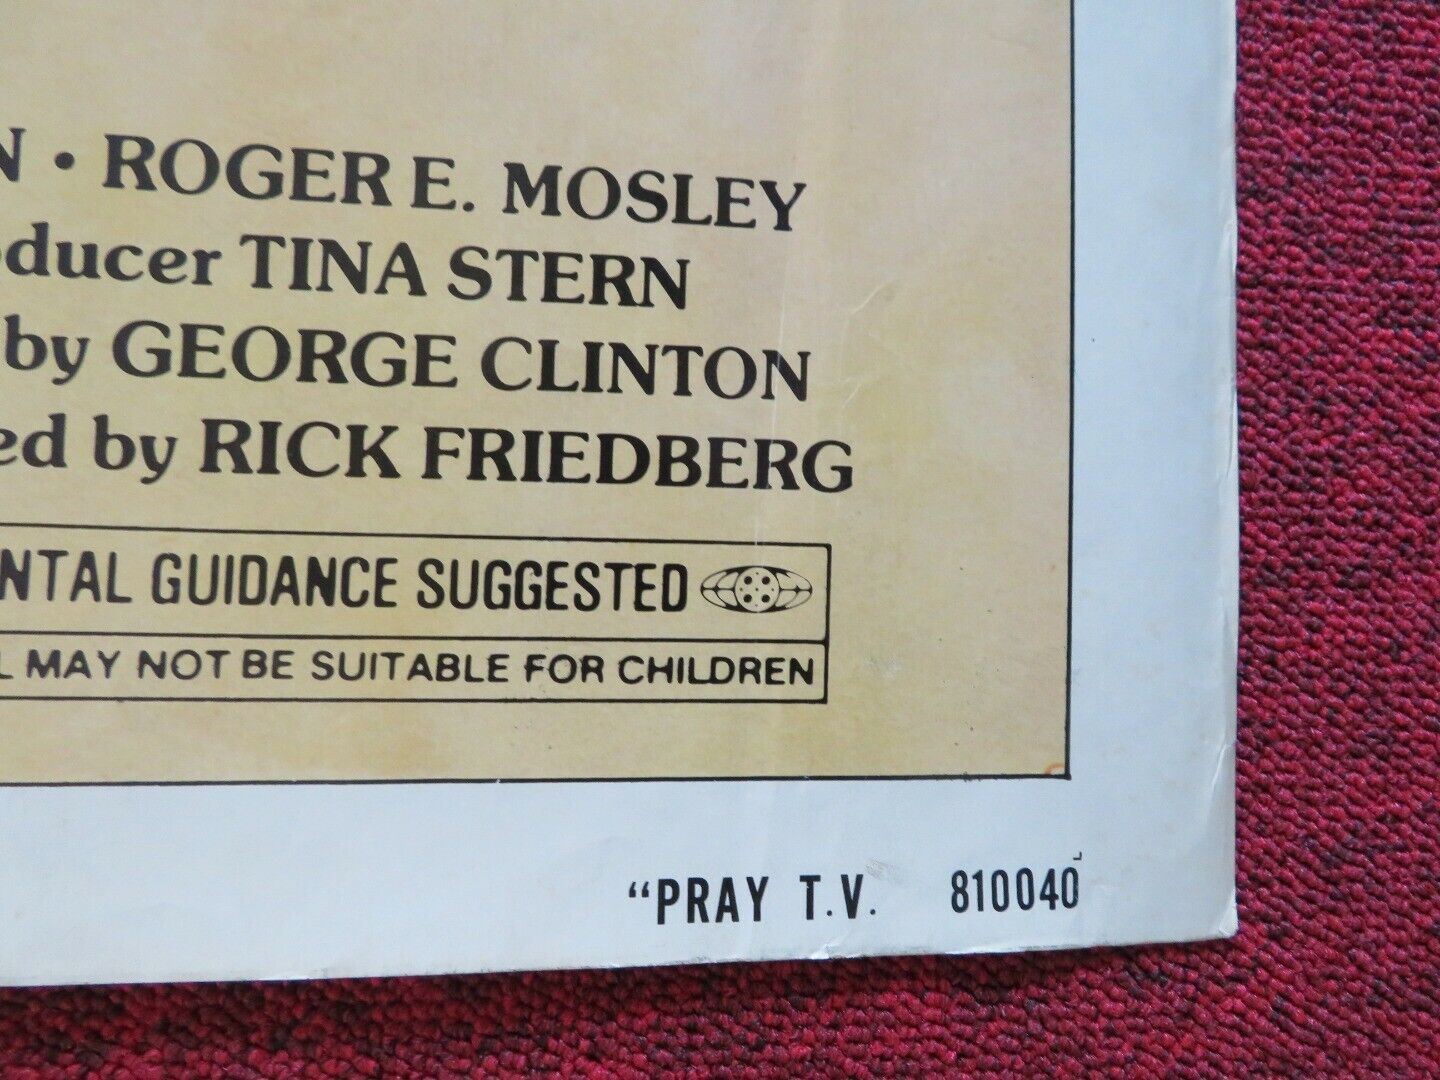 N • ROGER E. MOSLEY
oducer TINA STERN
by GEORGE CLINTON
ed by RICK FRIEDBERG
NTAL GUIDANCE SUGGESTED
L MAY NOT BE SUITABLE FOR CHILDREN
“PRAY T.V. 810040
L